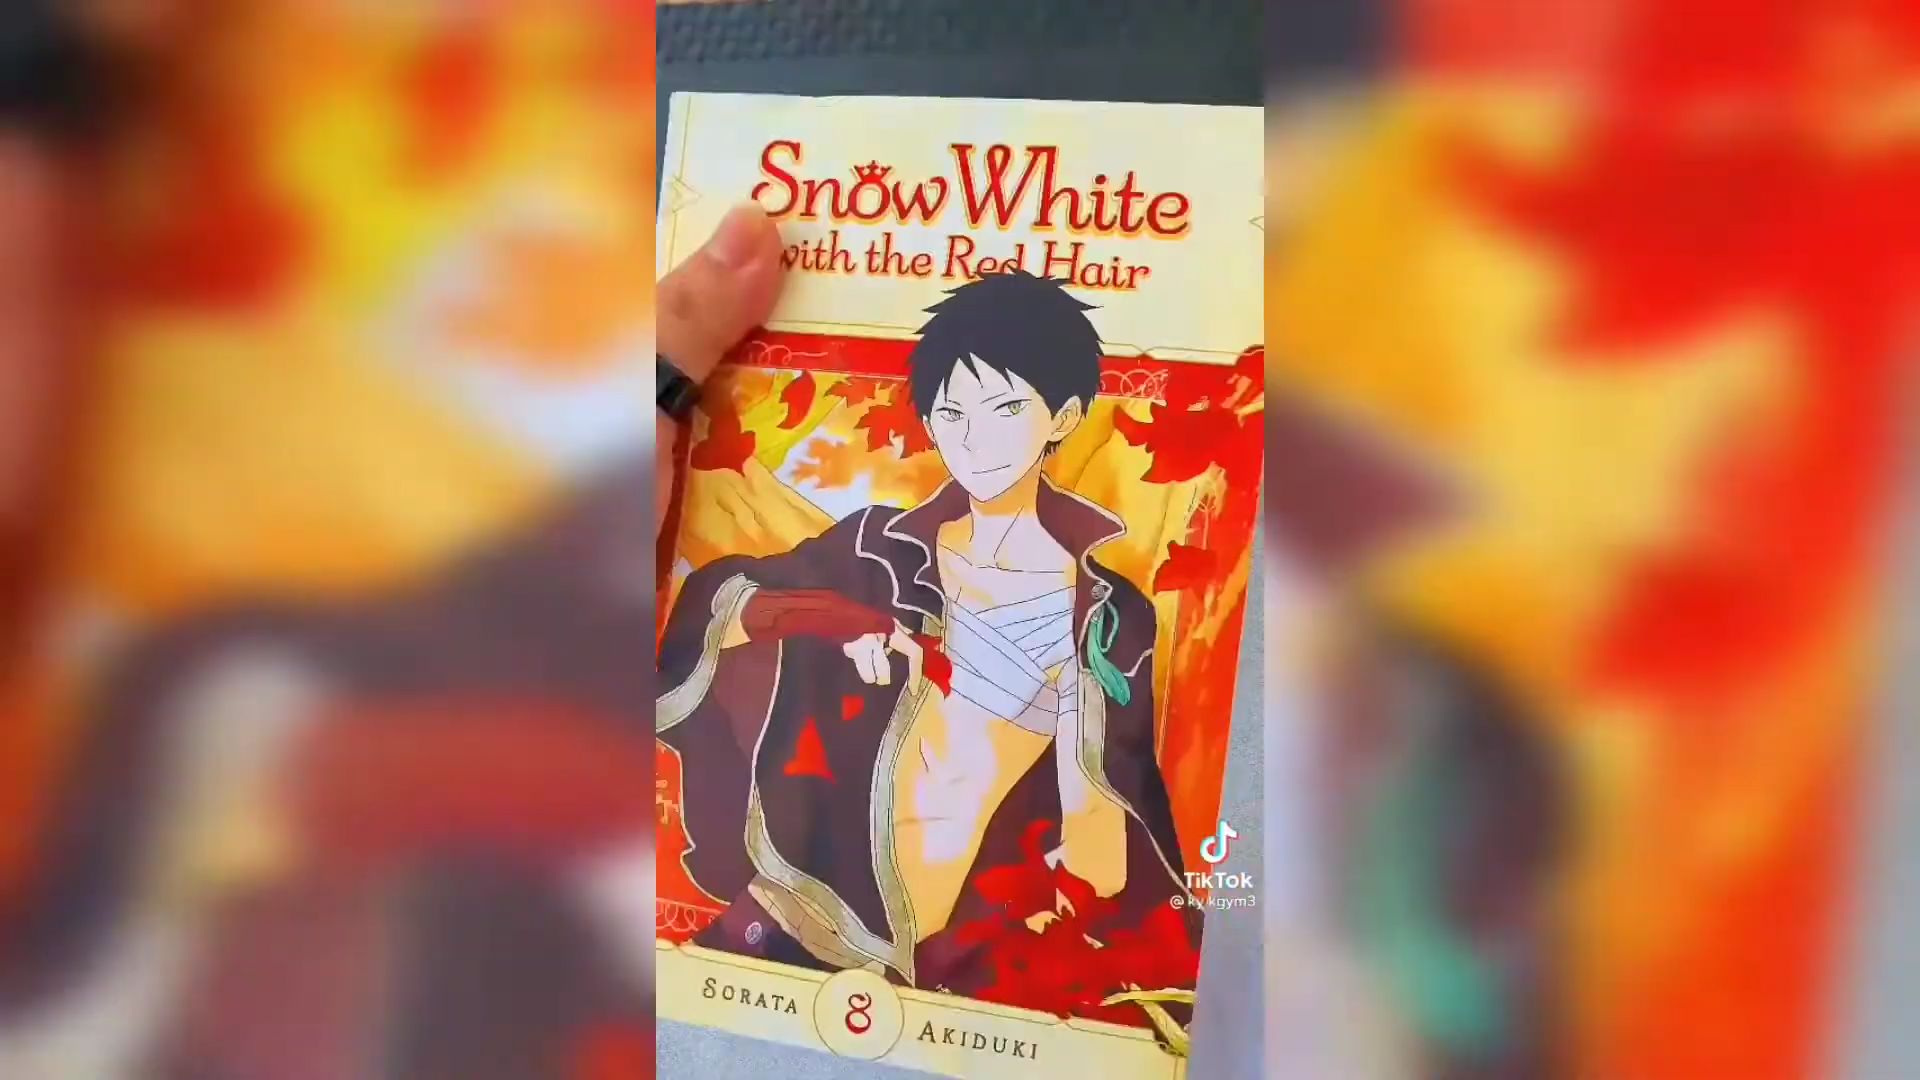 Snow White
with the Red Hair
TikTok
SORATA
8
AKIDUKI